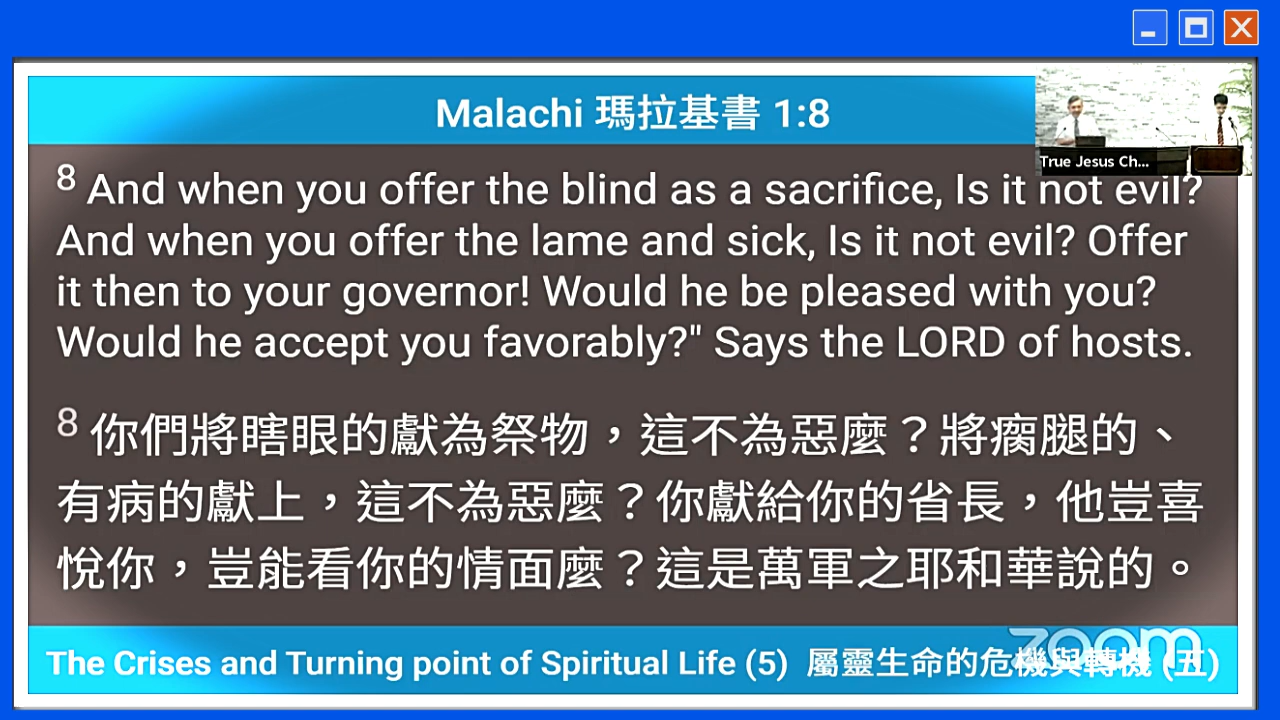 Malachi 瑪拉基書 1:8
True Jesus Ch...
8 And when you offer the blind as a sacrifice, Is it not evil?
And when you offer the lame and sick, Is it not evil? Offer
it then to your governor! Would he be pleased with you?
Would he accept you favorably?" Says the LORD of hosts.
8 你們將瞎眼的獻為祭物，這不為惡麼？將瘸腿的、
有病的獻上，這不為惡麼？你獻給你的省長，他豈喜
悅你，豈能看你的情面麼？這是萬軍之耶和華說的。
zoom
The Crises and Turningpoint of Spiritual Life (5) 屬靈生命的危機與轉機 (五)